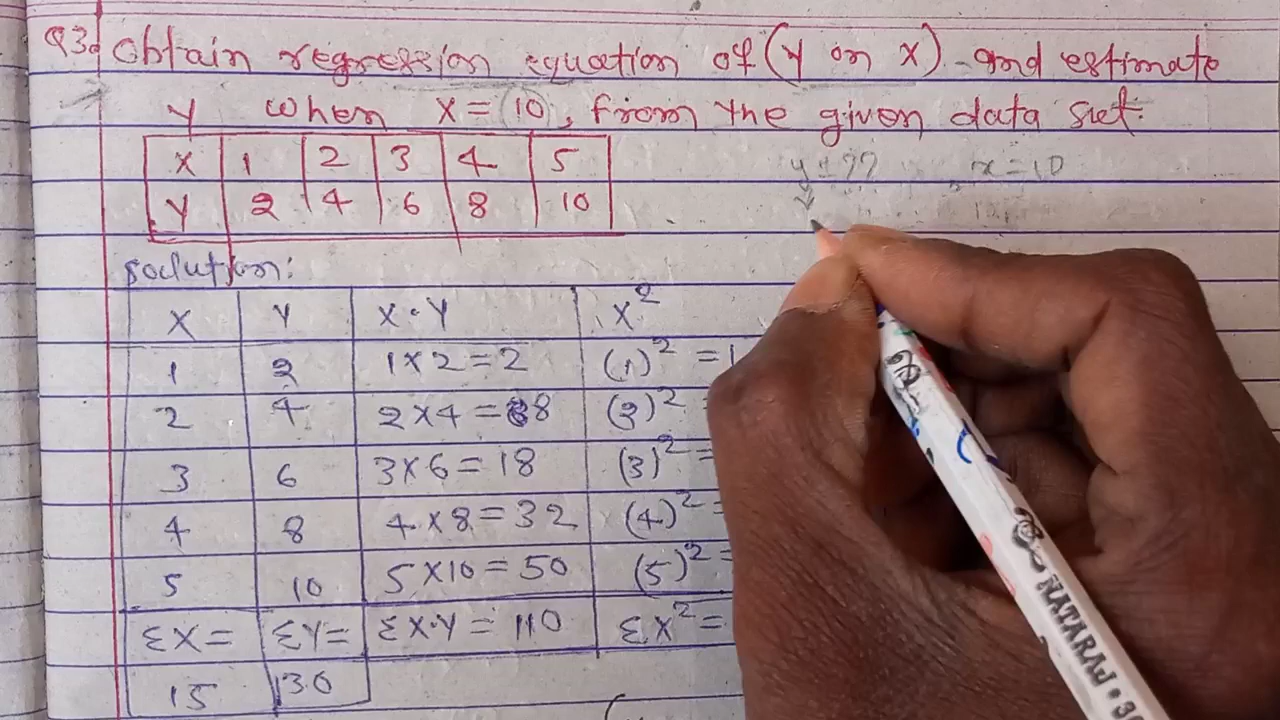 Q3. Obtain regression equation of (Y on X) and estimate
Y when X = 10, from the given data set.
X 1 2 3 4 5
Y 2 4 6 8 10
y = ?? x = 10
solution:
X Y X·Y X²
1 2 1×2=2 (1)² = 1
2 4 2×4=8 (2)²
3 6 3×6=18 (3)² =
4 8 4×8=32 (4)² =
5 10 5×10=50 (5)² =
ΣX= ΣY= ΣX·Y = 110 ΣX² =
15 30
NATARAJ